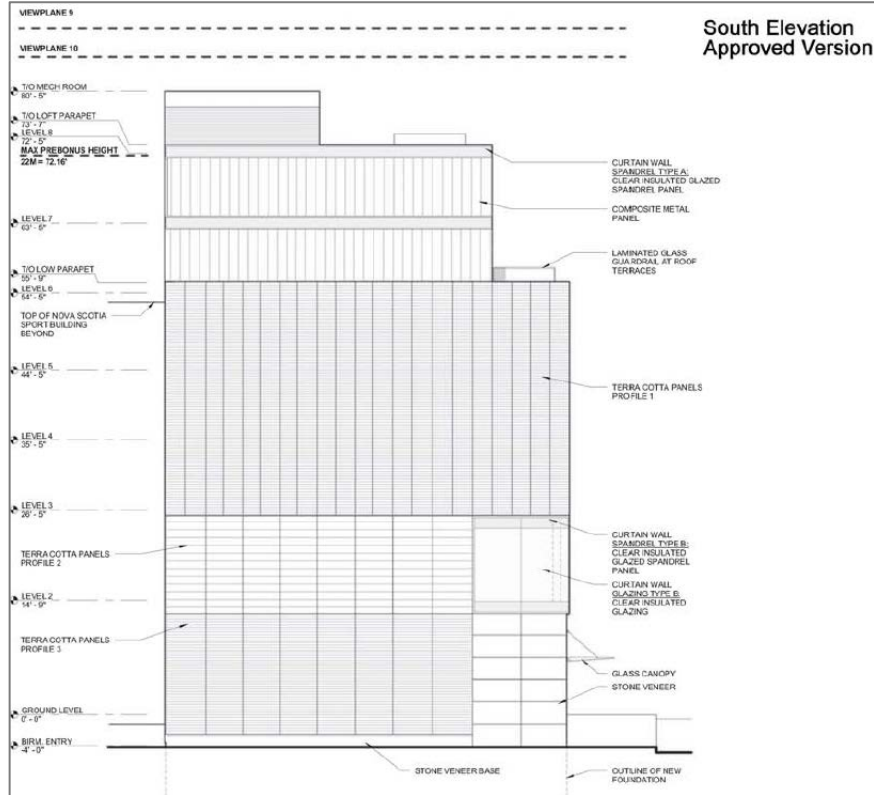 VIEWPLANE 9
VIEWPLANE 10
South Elevation
Approved Version
T/O MECH ROOM
80' - 5"
T/O LOFT PARAPET
73' - 7"
LEVEL 8
72' - 5"
MAX PREBONUS HEIGHT
22M = 72.16'
LEVEL 7
63' - 5"
T/O LOW PARAPET
55' - 9"
LEVEL 6
54' - 5"
TOP OF NOVA SCOTIA
SPORT BUILDING
BEYOND
LEVEL 5
44' - 5"
LEVEL 4
35' - 5"
LEVEL 3
26' - 5"
TERRA COTTA PANELS
PROFILE 2
LEVEL 2
14' - 9"
TERRA COTTA PANELS
PROFILE 3
GROUND LEVEL
0' - 0"
BIRM. ENTRY
-4' - 0"
CURTAIN WALL
SPANDREL TYPE A:
CLEAR INSULATED GLAZED
SPANDREL PANEL
COMPOSITE METAL
PANEL
LAMINATED GLASS
GUARDRAIL AT ROOF
TERRACES
TERRA COTTA PANELS
PROFILE 1
CURTAIN WALL
SPANDREL TYPE B:
CLEAR INSULATED
GLAZED SPANDREL
PANEL
CURTAIN WALL
GLAZING TYPE B:
CLEAR INSULATED
GLAZING
GLASS CANOPY
STONE VENEER
STONE VENEER BASE
OUTLINE OF NEW
FOUNDATION